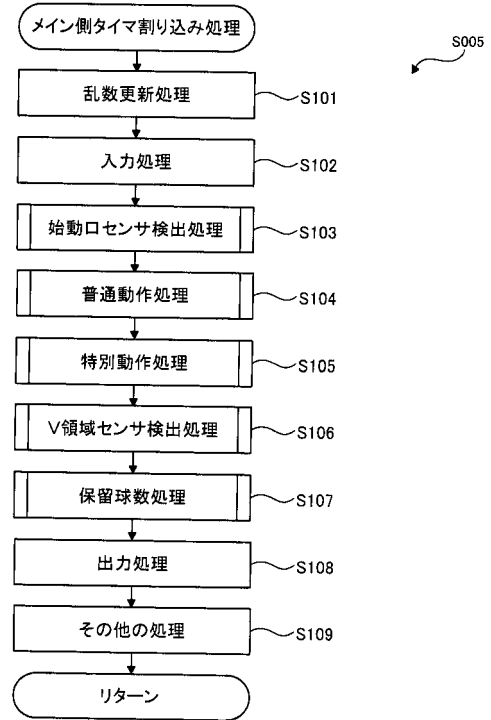 メイン側タイマ割り込み処理
S005
乱数更新処理
S101
入力処理
S102
始動口センサ検出処理
S103
普通動作処理
S104
特別動作処理
S105
V領域センサ検出処理
S106
保留球数処理
S107
出力処理
S108
その他の処理
S109
リターン